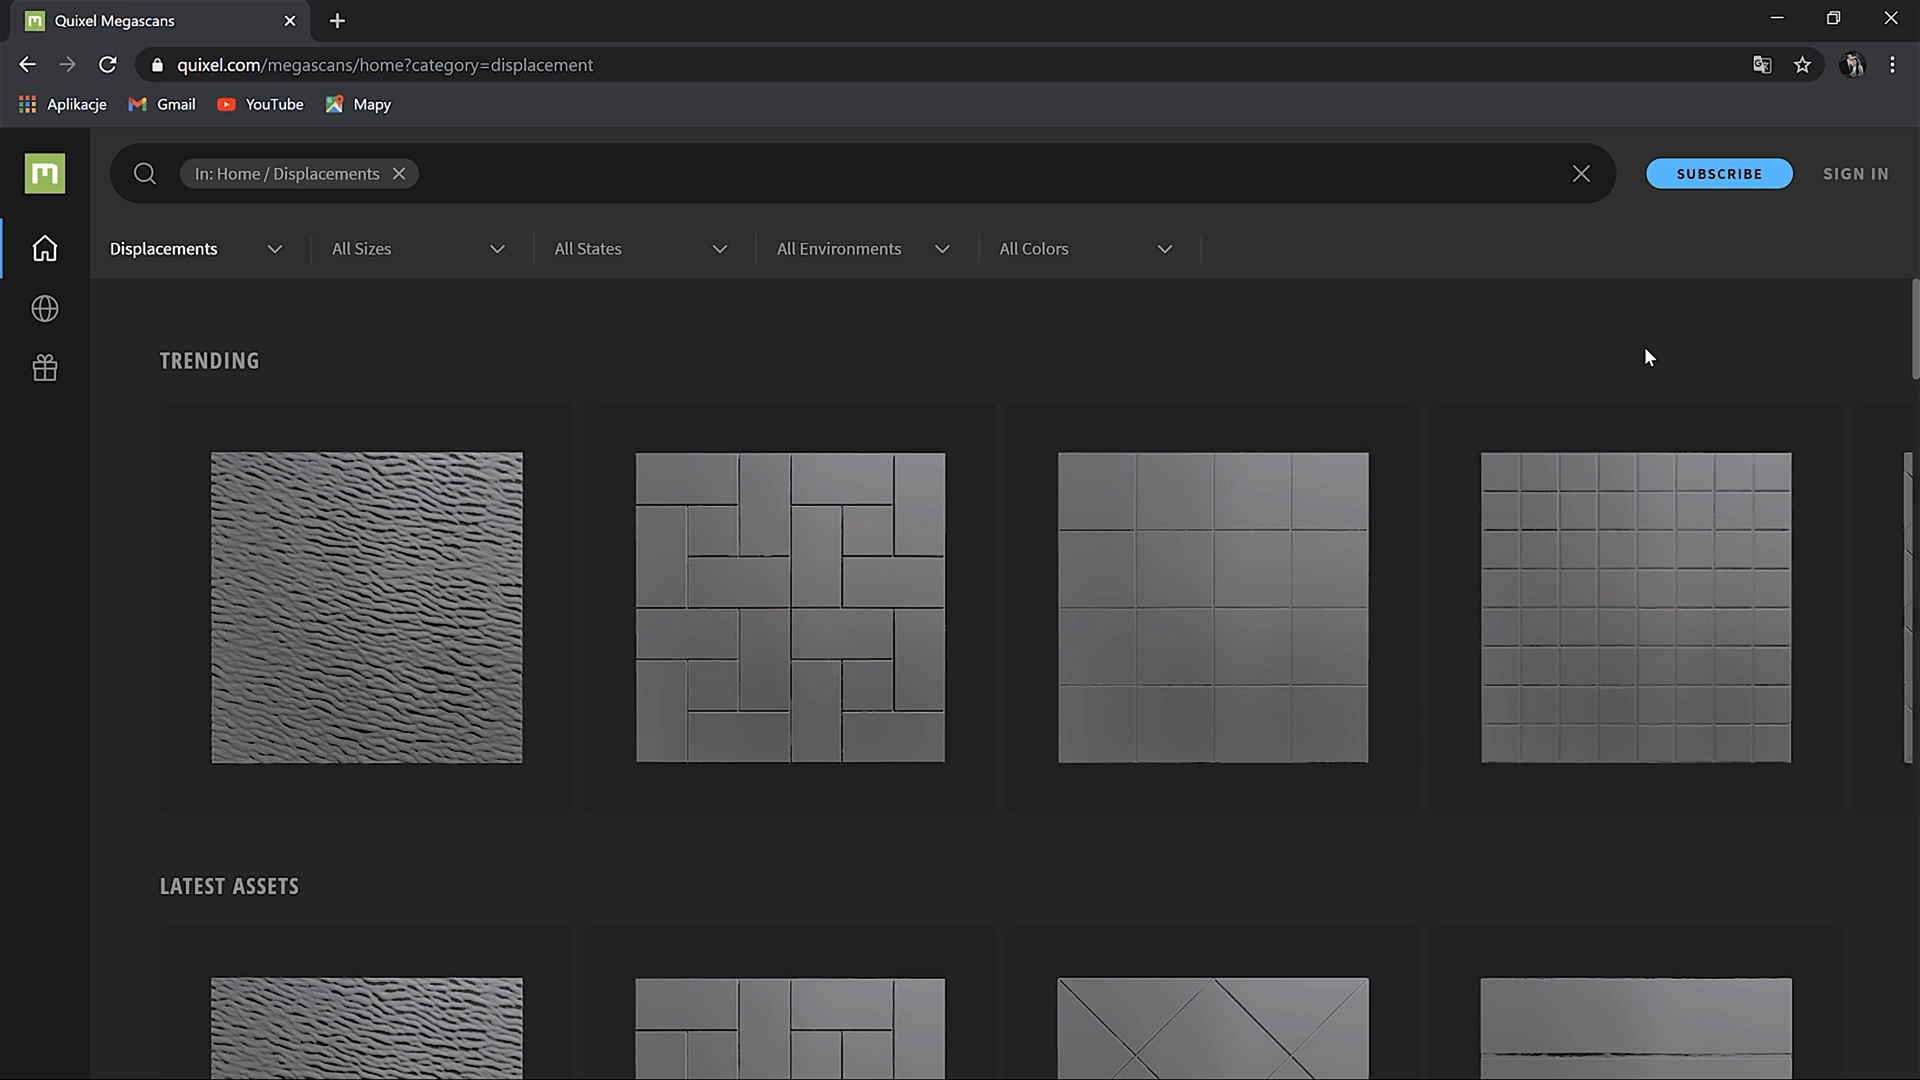 Quixel Megascans
quixel.com/megascans/home?category=displacement
Aplikacje Gmail YouTube Mapy
In: Home / Displacements
SUBSCRIBE SIGN IN
Displacements All Sizes All States All Environments All Colors
TRENDING
LATEST ASSETS